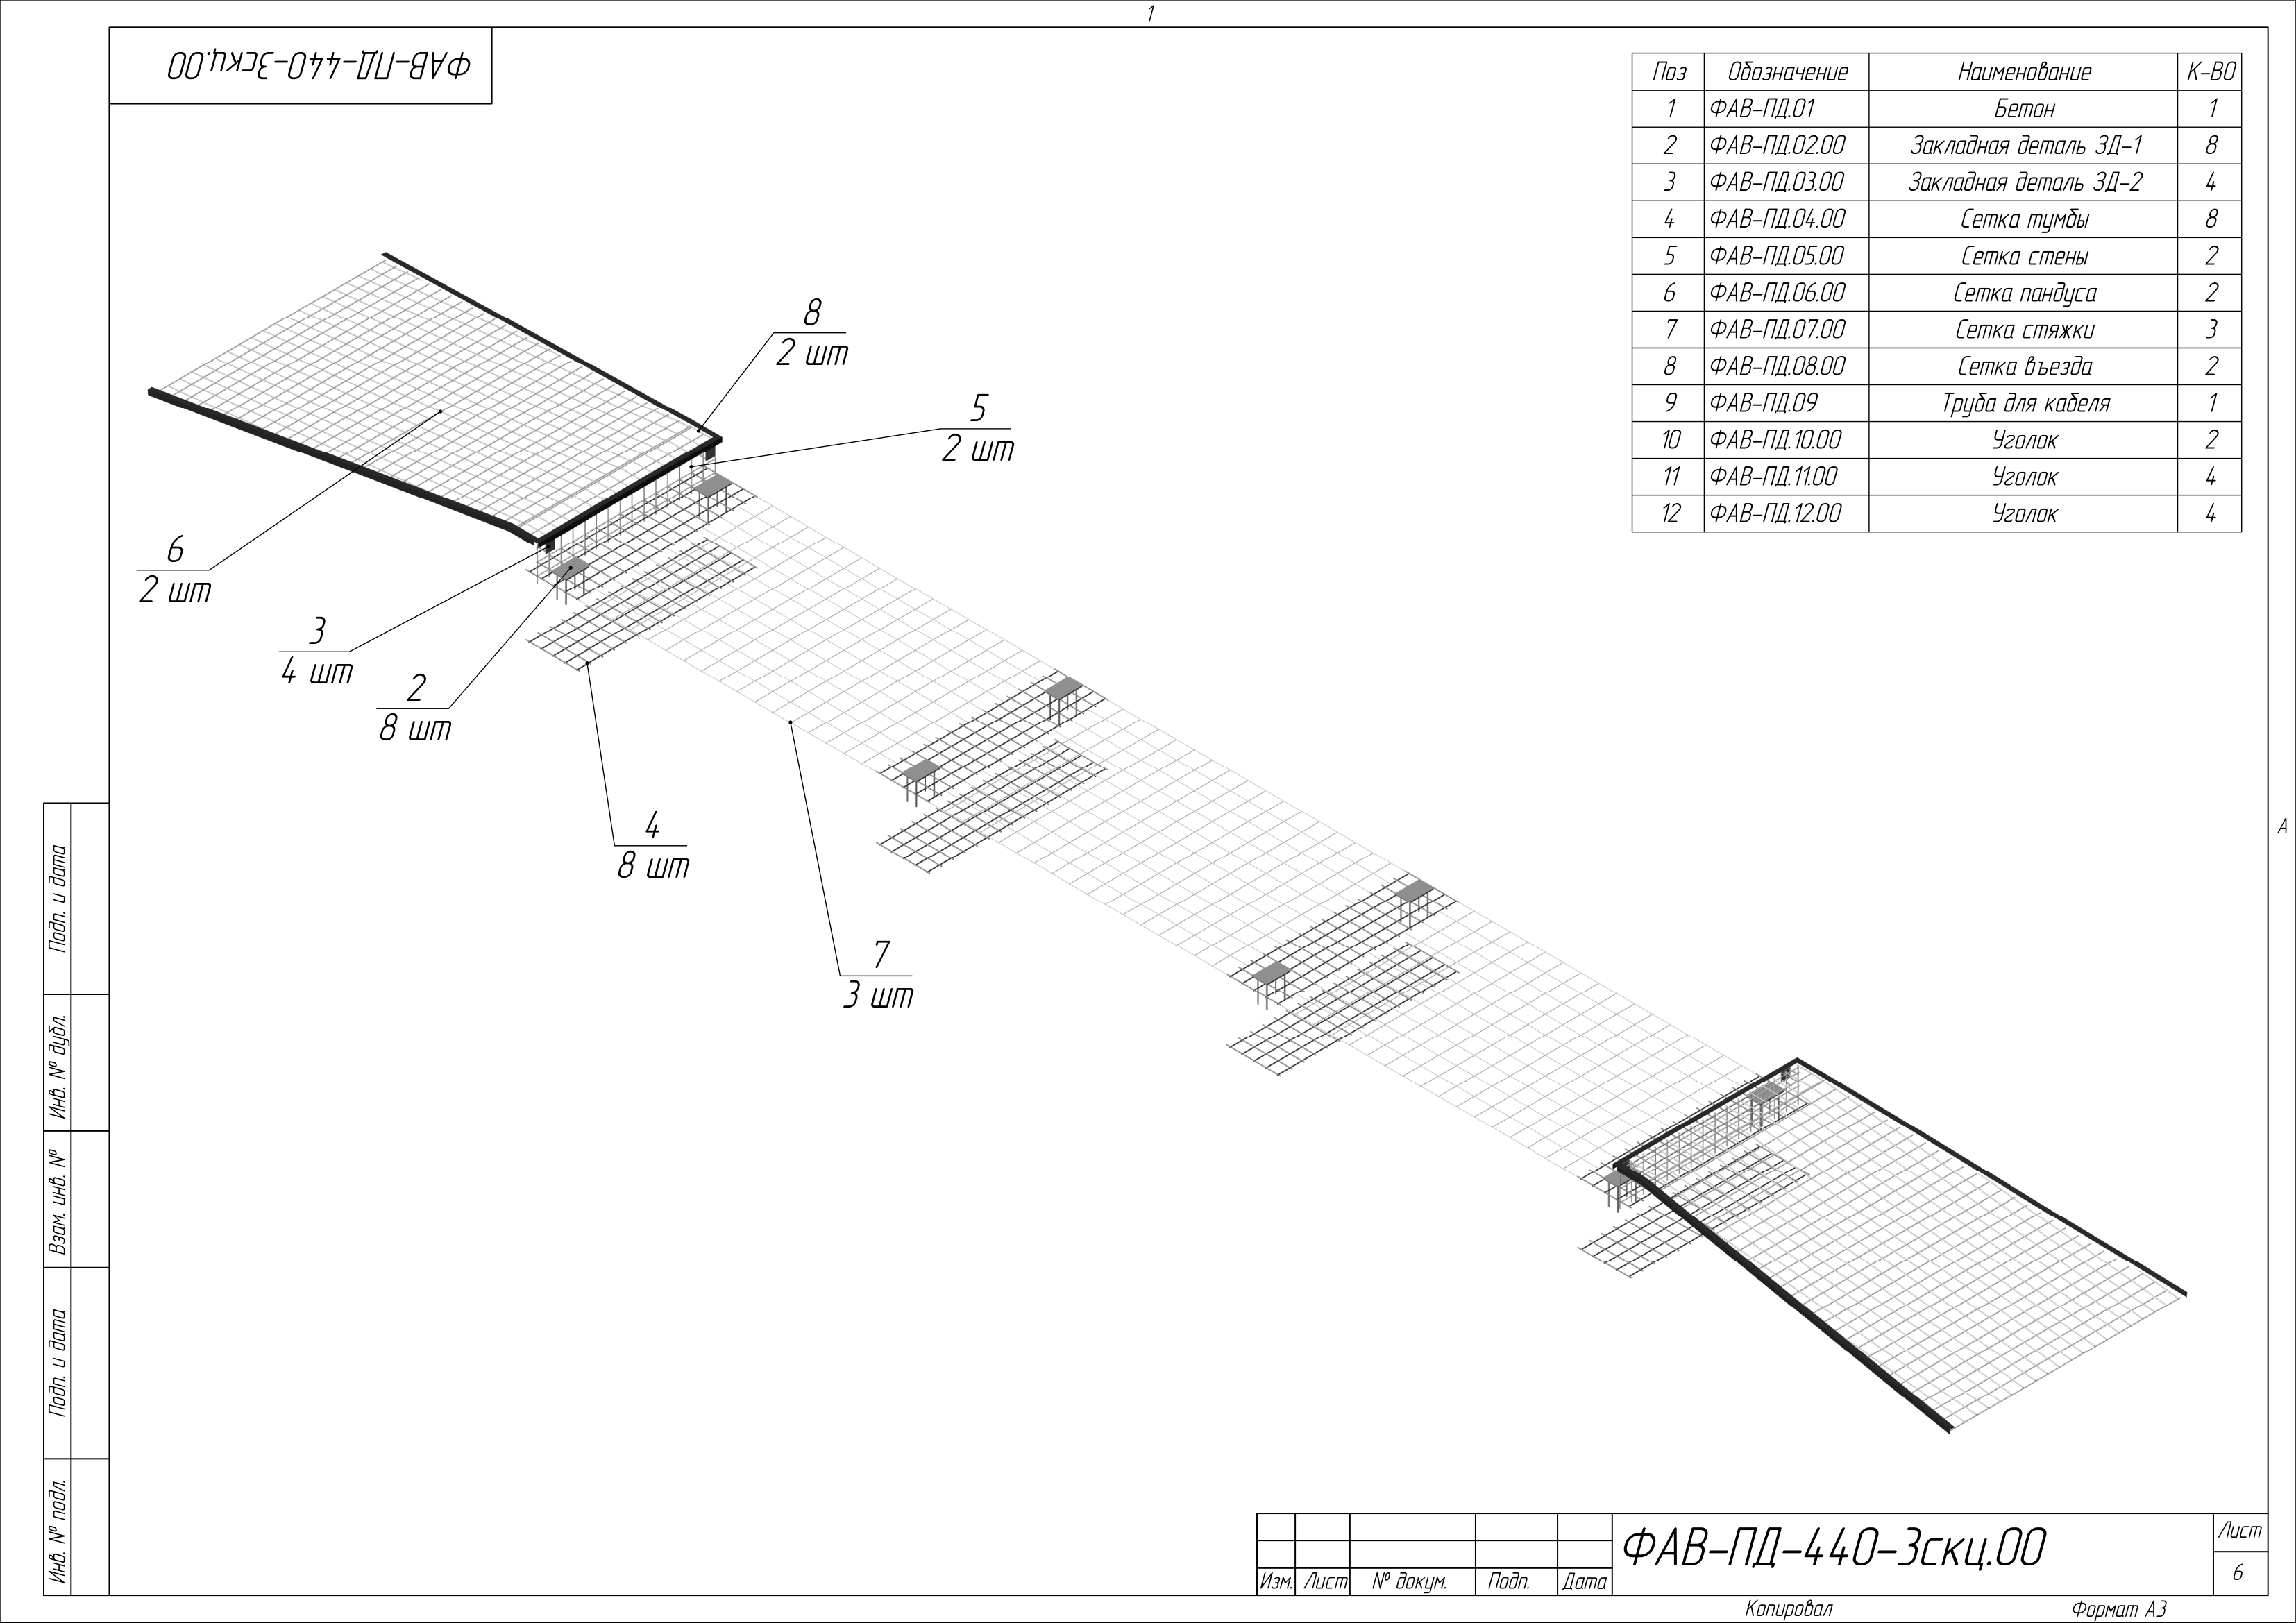 1
ФАВ-ПД-440-3скц.00
Поз Обозначение Наименование К-ВО
1 ФАВ-ПД.01 Бетон 1
2 ФАВ-ПД.02.00 Закладная деталь ЗД-1 8
3 ФАВ-ПД.03.00 Закладная деталь ЗД-2 4
4 ФАВ-ПД.04.00 Сетка тумбы 8
5 ФАВ-ПД.05.00 Сетка стены 2
6 ФАВ-ПД.06.00 Сетка пандуса 2
7 ФАВ-ПД.07.00 Сетка стяжки 3
8 ФАВ-ПД.08.00 Сетка въезда 2
9 ФАВ-ПД.09 Труба для кабеля 1
10 ФАВ-ПД.10.00 Уголок 2
11 ФАВ-ПД.11.00 Уголок 4
12 ФАВ-ПД.12.00 Уголок 4
8
2 шт
5
2 шт
6
2 шт
3
4 шт
2
8 шт
4
8 шт
7
3 шт
А
Подп. и дата
Инв. № дубл.
Взам. инв. №
Подп. и дата
Инв. № подл.
Изм. Лист № докум. Подп. Дата
ФАВ-ПД-440-3скц.00
Лист
6
Копировал Формат А3